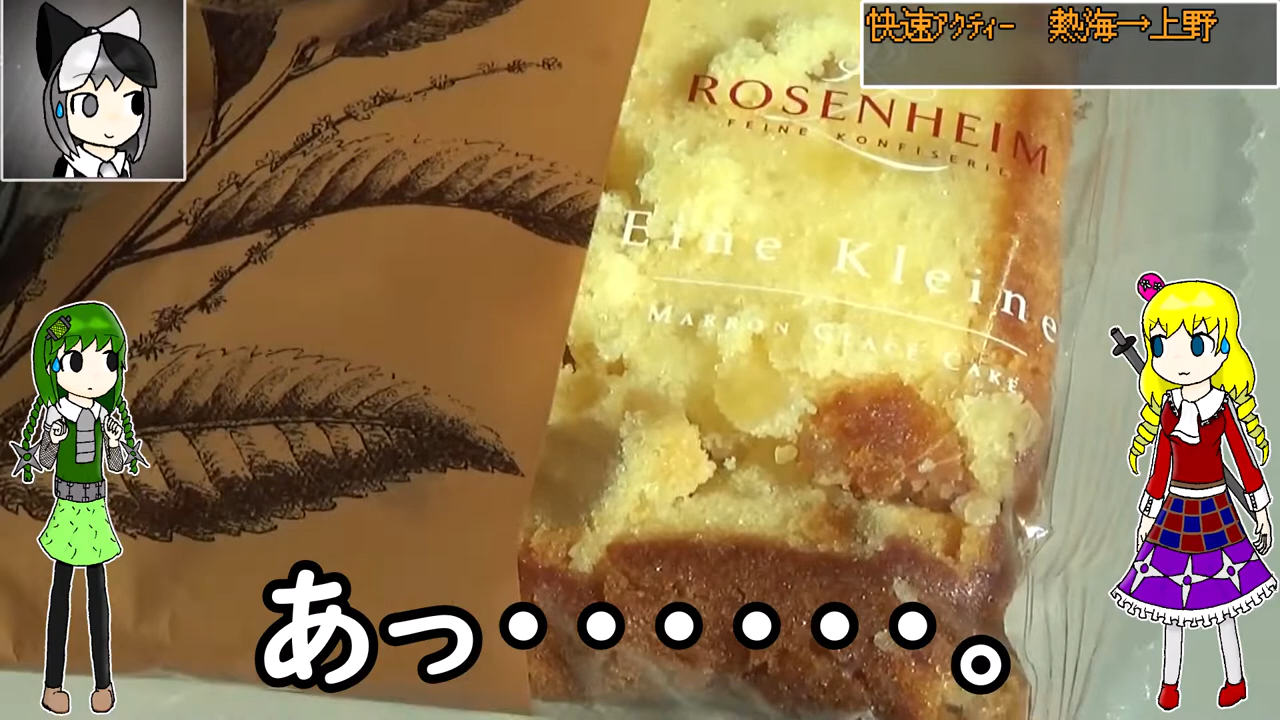 快速アクティー 熱海→上野
ROSENHEIM
FEINE KONFISERIE
Eine Kleine
MARRON GLACÉ CAKE
あっ・・・・・・。